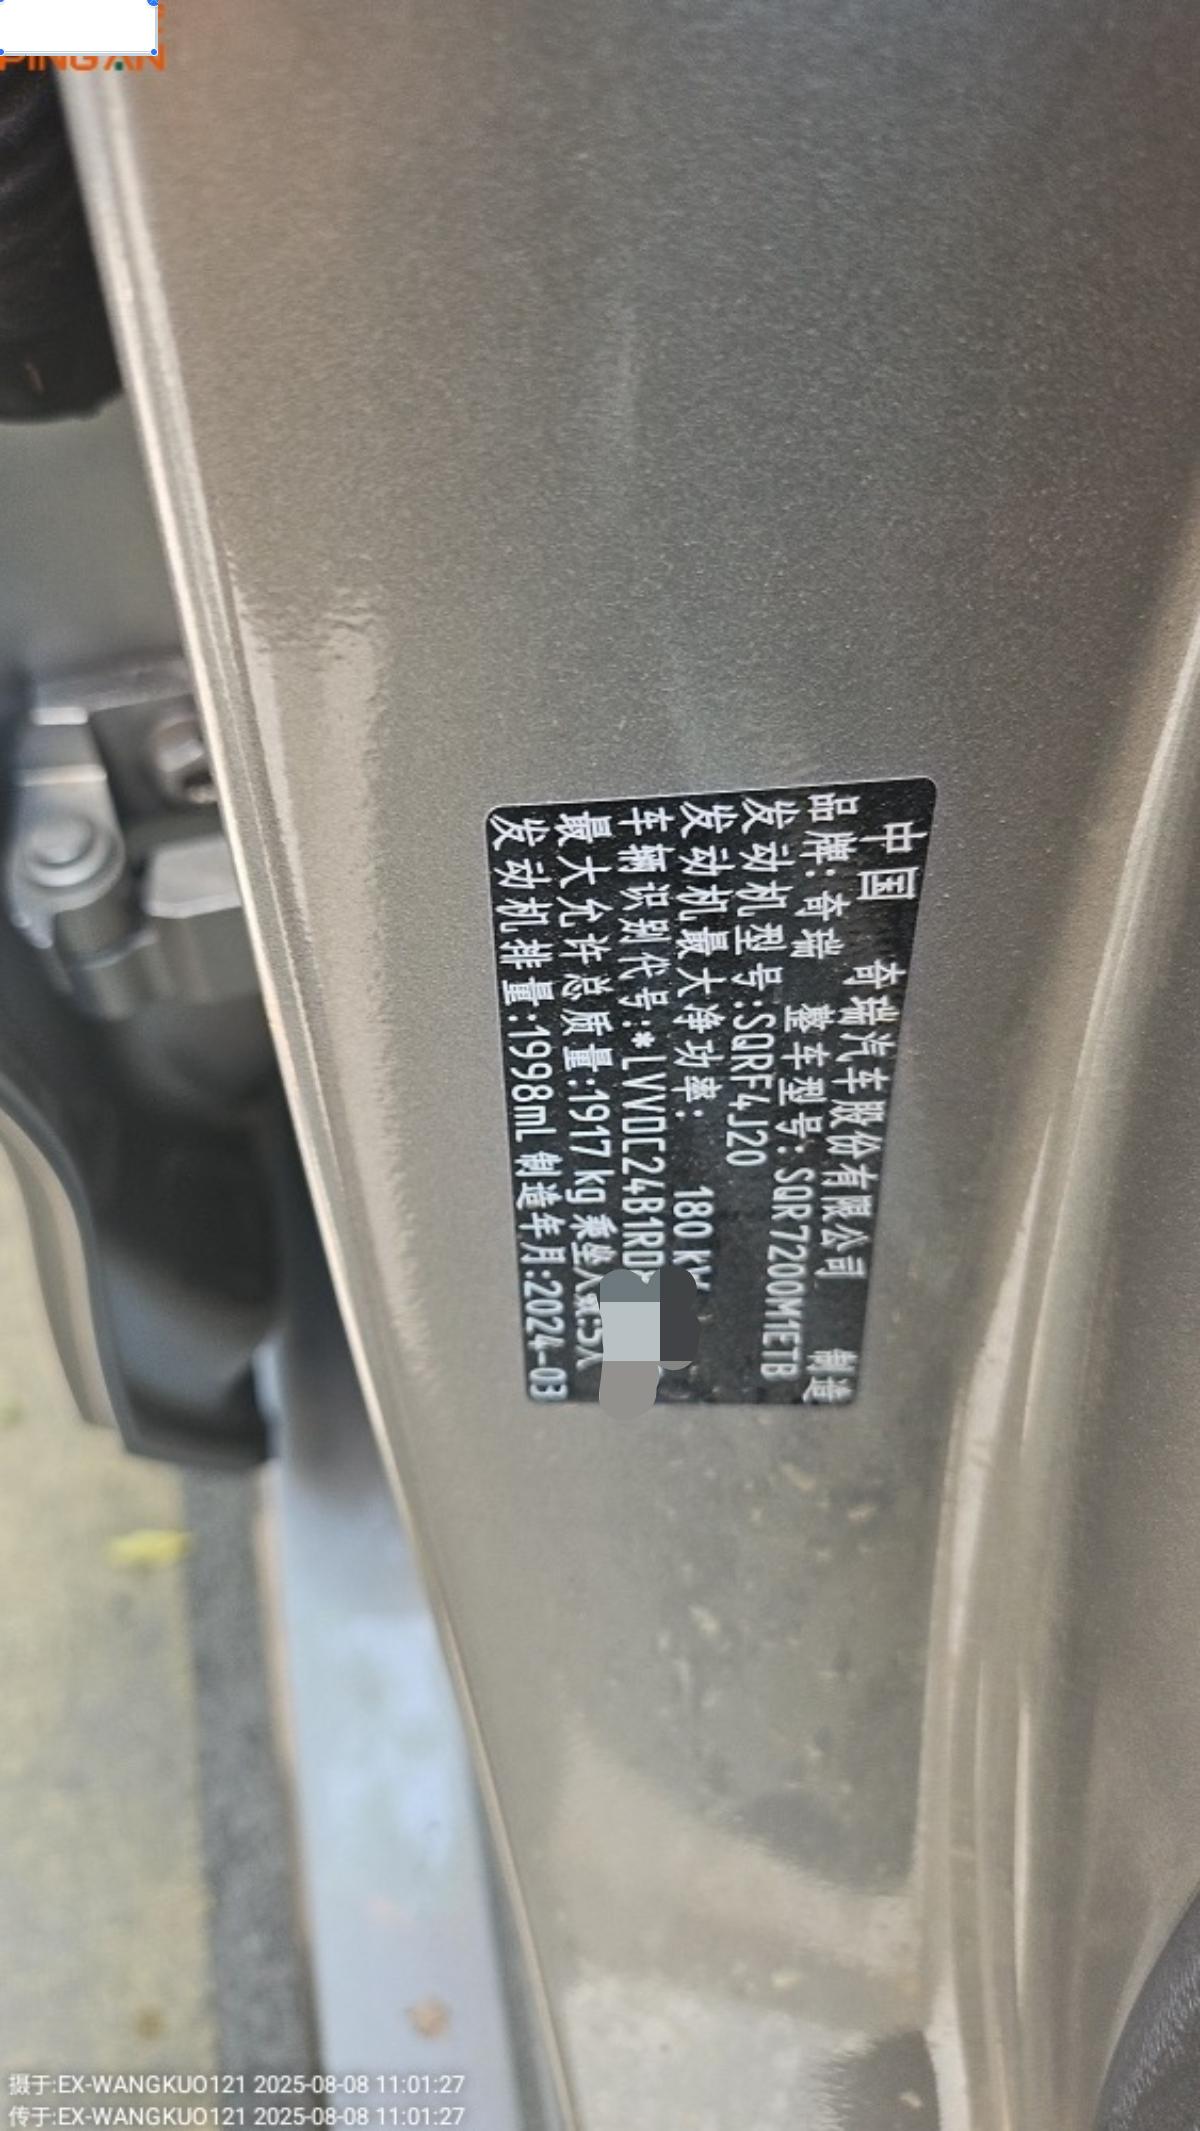 PING AN
中国 奇瑞汽车股份有限公司 制造
品牌:奇瑞 整车型号:SQR7200M1ETB
发动机型号:SQRF4J20
发动机最大净功率: 180 kW
车辆识别代号:*LVVDC24B1RD
最大允许总质量:1917 kg 乘坐人数:5人
发动机排量:1998mL 制造年月:2024-03
摄于:EX-WANGKUO121 2025-08-08 11:01:27
传于:EX-WANGKUO121 2025-08-08 11:01:27